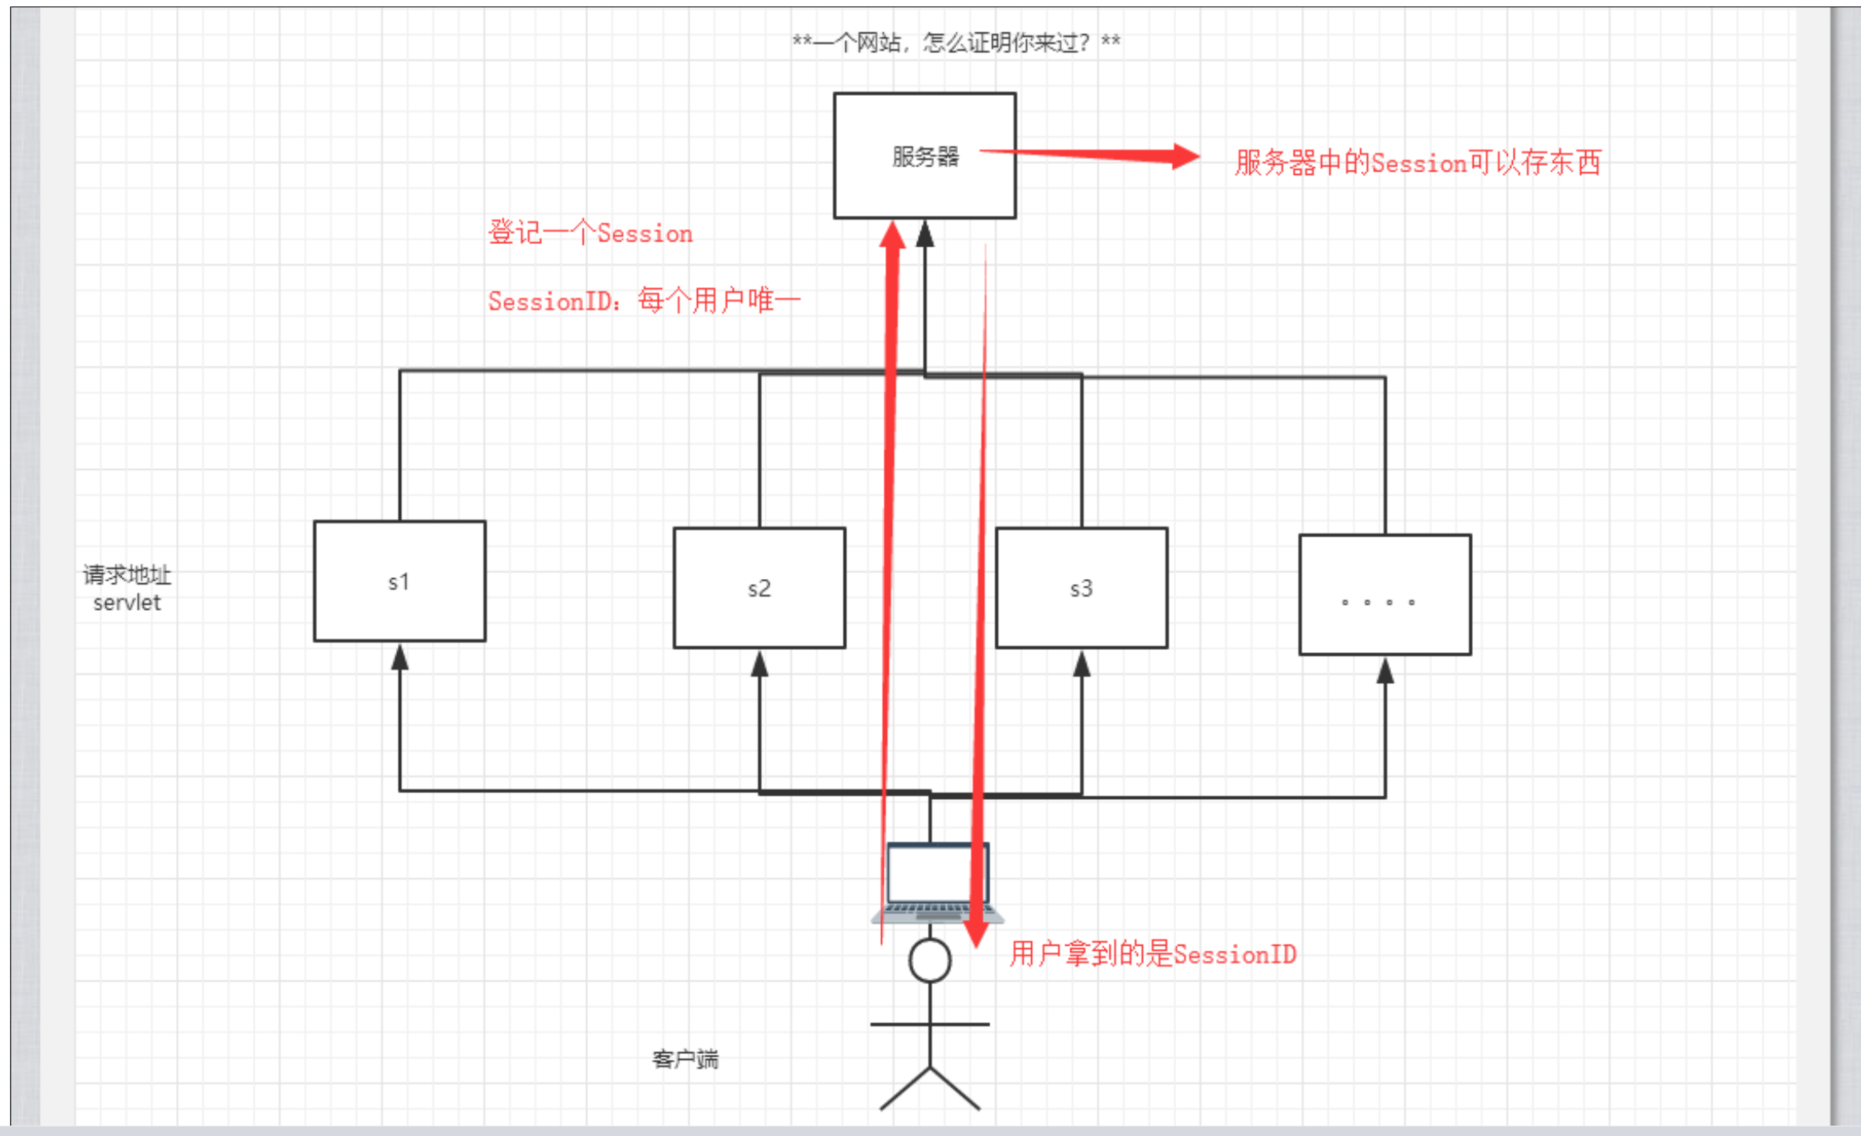 **一个网站，怎么证明你来过？**
服务器
服务器中的Session可以存东西
登记一个Session
SessionID：每个用户唯一
请求地址
servlet
s1
s2
s3
。。。。
用户拿到的是SessionID
客户端